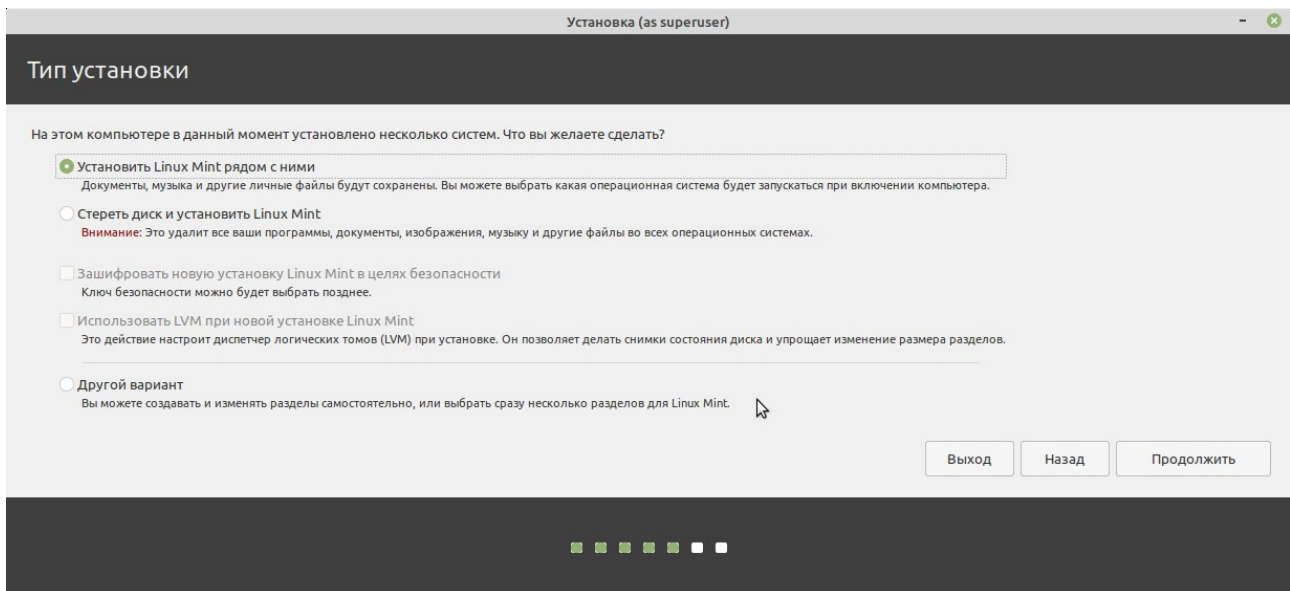 Установка (as superuser)
Тип установки
На этом компьютере в данный момент установлено несколько систем. Что вы желаете сделать?
Установить Linux Mint рядом с ними
Документы, музыка и другие личные файлы будут сохранены. Вы можете выбрать какая операционная система будет запускаться при включении компьютера.
Стереть диск и установить Linux Mint
Внимание: Это удалит все ваши программы, документы, изображения, музыку и другие файлы во всех операционных системах.
Зашифровать новую установку Linux Mint в целях безопасности
Ключ безопасности можно будет выбрать позднее.
Использовать LVM при новой установке Linux Mint
Это действие настроит диспетчер логических томов (LVM) при установке. Он позволяет делать снимки состояния диска и упрощает изменение размера разделов.
Другой вариант
Вы можете создавать и изменять разделы самостоятельно, или выбрать сразу несколько разделов для Linux Mint.
Выход Назад Продолжить